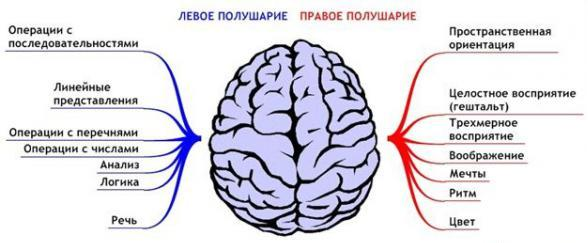 ЛЕВОЕ ПОЛУШАРИЕ ПРАВОЕ ПОЛУШАРИЕ
Операции с
последовательностями
Линейные
представления
Операции с перечнями
Операции с числами
Анализ
Логика
Речь
Пространственная
ориентация
Целостное восприятие
(гештальт)
Трехмерное
восприятие
Воображение
Мечты
Ритм
Цвет